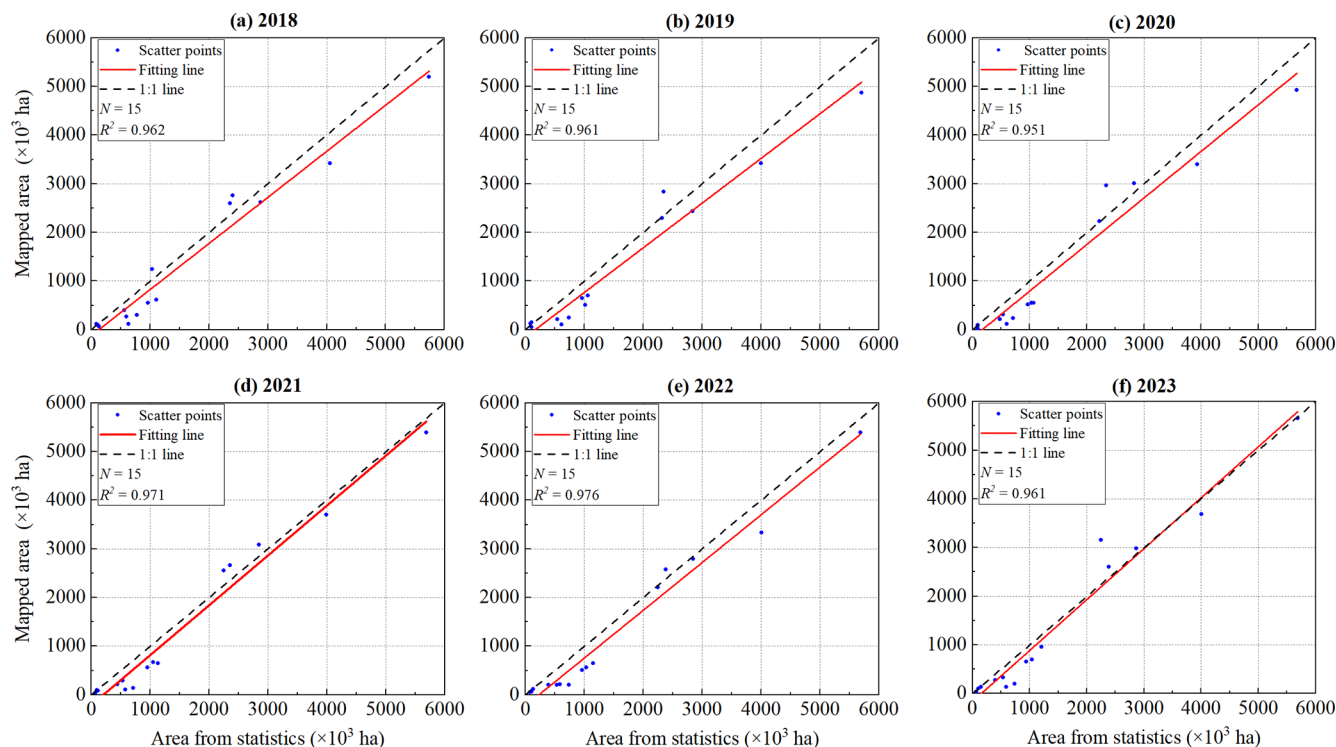 (a) 2018
6000
5000
4000
3000
2000
1000
0
Mapped area (×10³ ha)
Scatter points
Fitting line
1:1 line
N = 15
R² = 0.962
0 1000 2000 3000 4000 5000 6000
(b) 2019
6000
5000
4000
3000
2000
1000
0
Scatter points
Fitting line
1:1 line
N = 15
R² = 0.961
0 1000 2000 3000 4000 5000 6000
(c) 2020
6000
5000
4000
3000
2000
1000
0
Scatter points
Fitting line
1:1 line
N = 15
R² = 0.951
0 1000 2000 3000 4000 5000 6000
(d) 2021
6000
5000
4000
3000
2000
1000
0
Mapped area (×10³ ha)
Scatter points
Fitting line
1:1 line
N = 15
R² = 0.971
0 1000 2000 3000 4000 5000 6000
Area from statistics (×10³ ha)
(e) 2022
6000
5000
4000
3000
2000
1000
0
Scatter points
Fitting line
1:1 line
N = 15
R² = 0.976
0 1000 2000 3000 4000 5000 6000
Area from statistics (×10³ ha)
(f) 2023
6000
5000
4000
3000
2000
1000
0
Scatter points
Fitting line
1:1 line
N = 15
R² = 0.961
0 1000 2000 3000 4000 5000 6000
Area from statistics (×10³ ha)